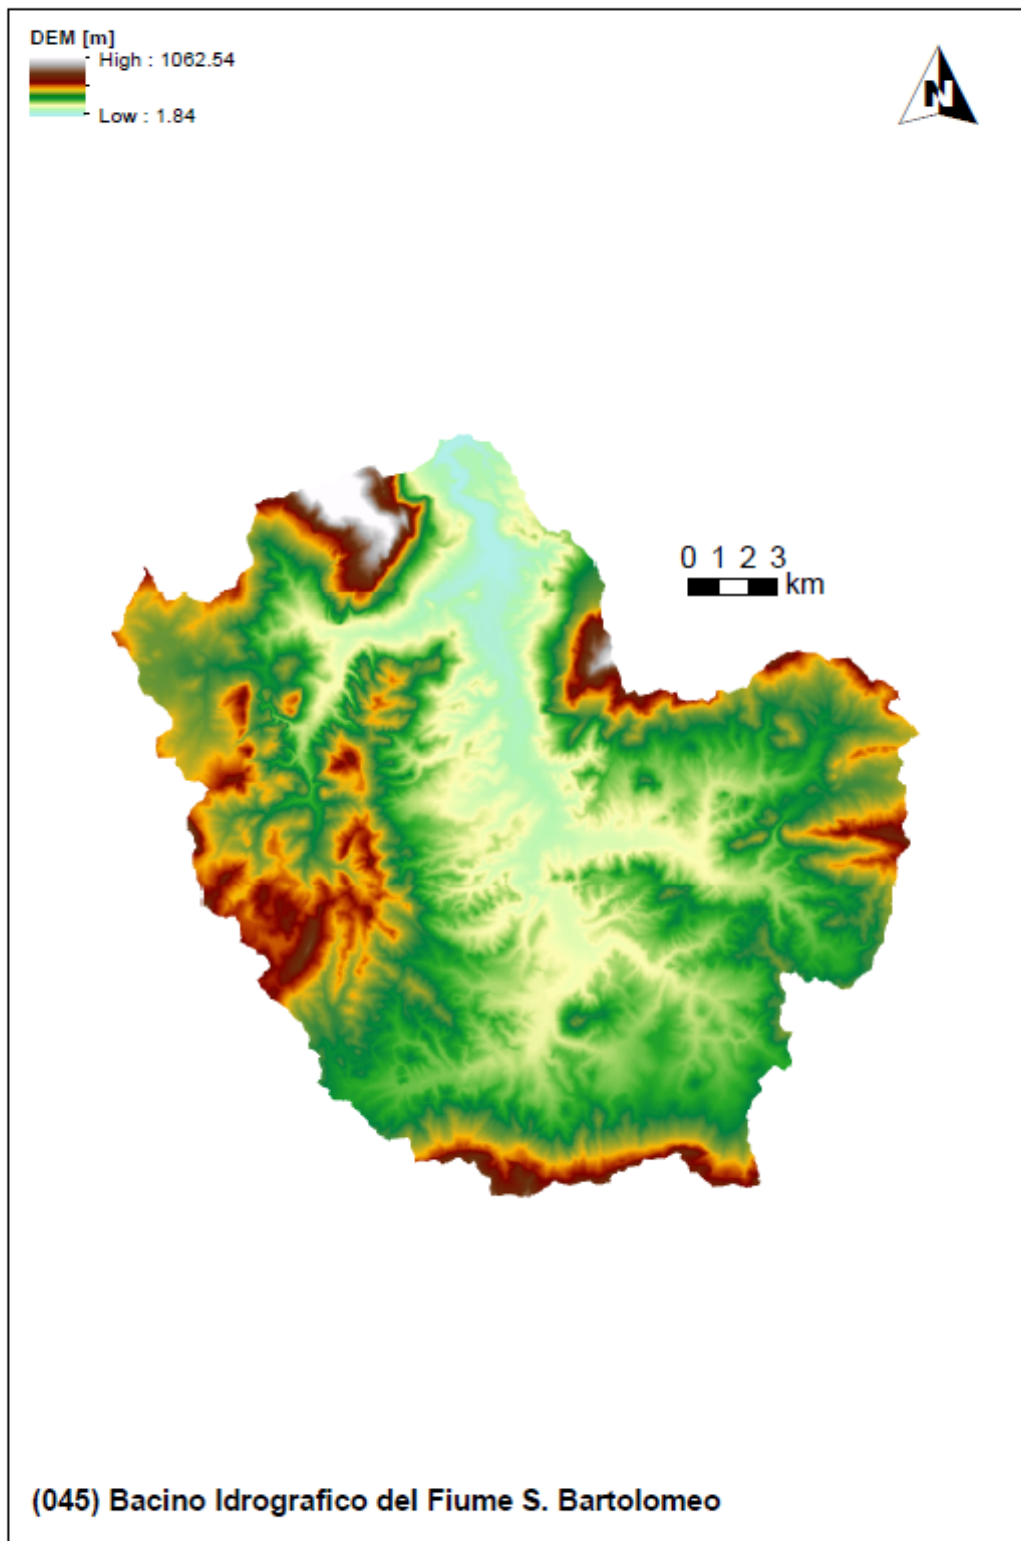 DEM [m]
High : 1062.54
Low : 1.84
N
0 1 2 3
km
(045) Bacino Idrografico del Fiume S. Bartolomeo